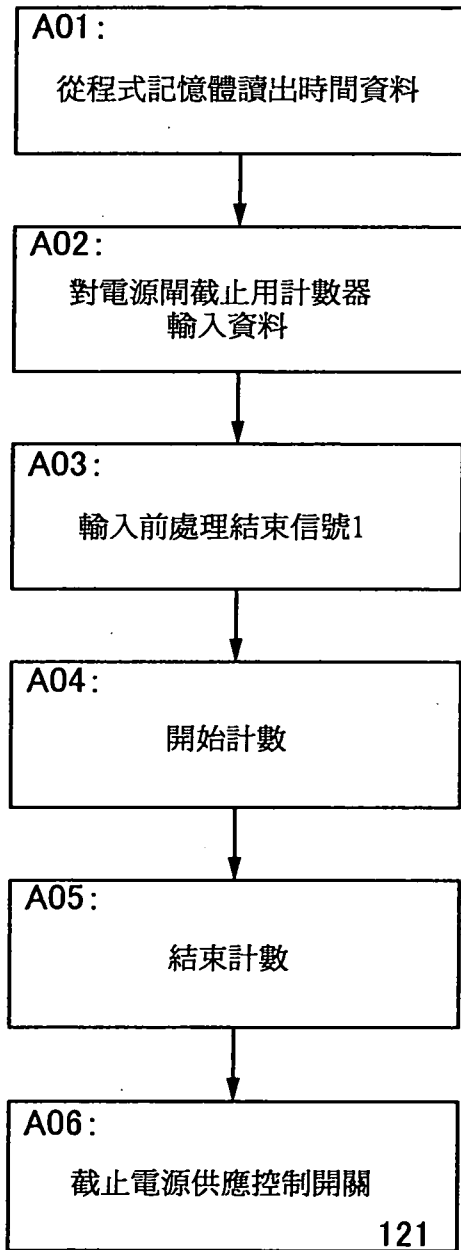 A01:
從程式記憶體讀出時間資料
A02:
對電源閘截止用計數器
輸入資料
A03:
輸入前處理結束信號1
A04:
開始計數
A05:
結束計數
A06:
截止電源供應控制開關
121